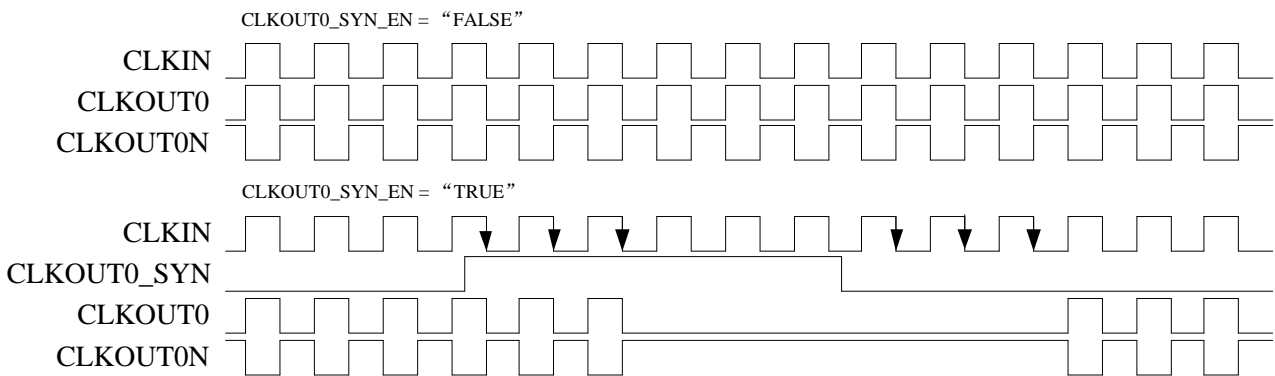 CLKOUT0_SYN_EN = “FALSE”
CLKIN
CLKOUT0
CLKOUT0N
CLKOUT0_SYN_EN = “TRUE”
CLKIN
CLKOUT0_SYN
CLKOUT0
CLKOUT0N